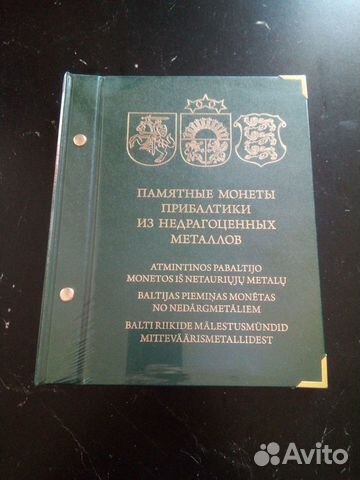 ПАМЯТНЫЕ МОНЕТЫ
ПРИБАЛТИКИ
ИЗ НЕДРАГОЦЕННЫХ
МЕТАЛЛОВ
ATMINTINOS PABALTIJO
MONETOS IŠ NETAURIŲJŲ METALŲ
BALTIJAS PIEMIŅAS MONĒTAS
NO NEDĀRGMETĀLIEM
BALTI RIIKIDE MÄLESTUSMÜNDID
MITTEVÄÄRISMETALLIDEST
Avito